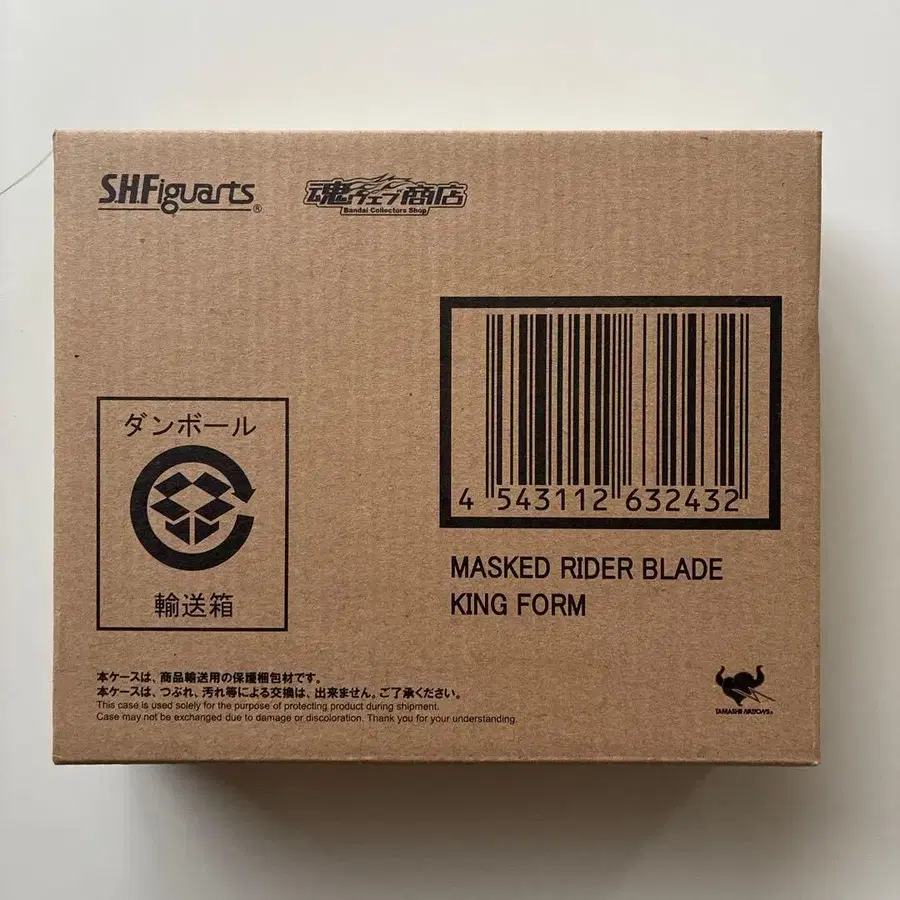 S.H.Figuarts®
魂ウェブ商店
Bandai Collectors Shop
4 543112 632432
MASKED RIDER BLADE
KING FORM
ダンボール
輸送箱
本ケースは、商品輸送用の保護梱包材です。
本ケースは、つぶれ、汚れ等による交換は、出来ません。ご了承ください。
This case is used solely for the purpose of protecting product during shipment.
Case may not be exchanged due to damage or discoloration. Thank you for your understanding.
TAMASHII NATIONS®